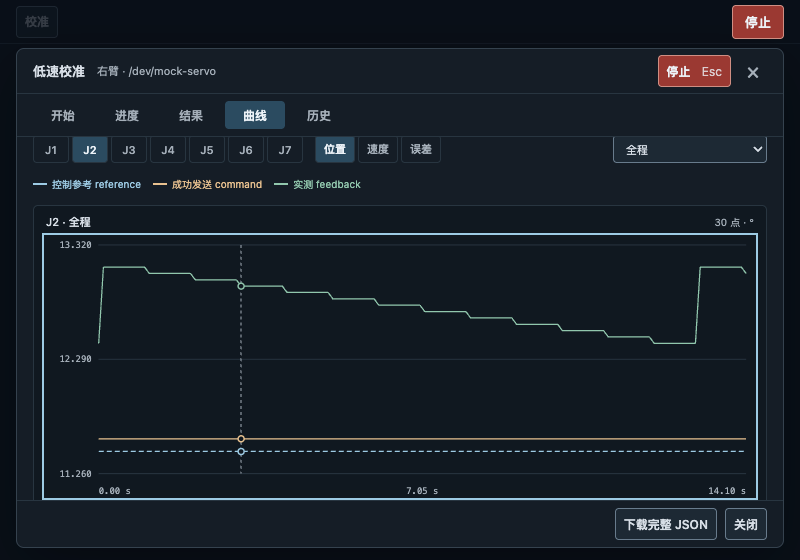 校准
停止
低速校准 右臂 · /dev/mock-servo
停止 Esc
开始 进度 结果 曲线 历史
J1 J2 J3 J4 J5 J6 J7 位置 速度 误差 全程
控制参考 reference 成功发送 command 实测 feedback
J2 · 全程 30 点 · °
13.320
12.290
11.260
0.00 s 7.05 s 14.10 s
下载完整 JSON 关闭